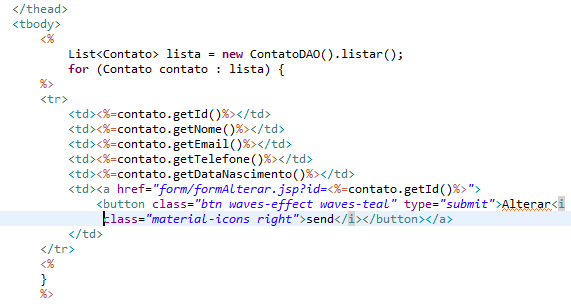 </thead>
<tbody>
<%
List<Contato> lista = new ContatoDAO().listar();
for (Contato contato : lista) {
%>
<tr>
<td><%=contato.getId()%></td>
<td><%=contato.getNome()%></td>
<td><%=contato.getEmail()%></td>
<td><%=contato.getTelefone()%></td>
<td><%=contato.getDataNascimento()%></td>
<td><a href="form/formAlterar.jsp?id=<%=contato.getId()%>">
<button class="btn waves-effect waves-teal" type="submit">Alterar<i
class="material-icons right">send</i></button></a>
</td>
</tr>
<%
}
%>